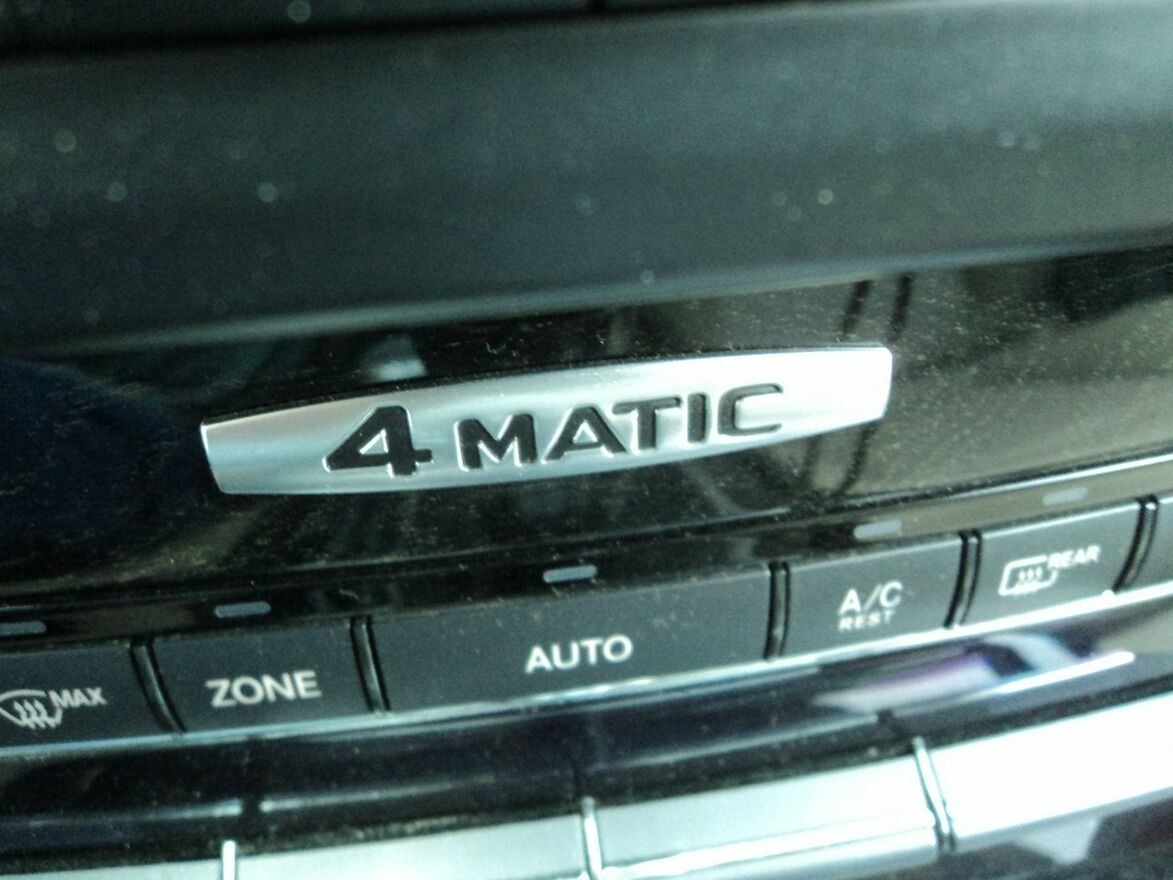 4MATIC
MAX
ZONE
AUTO
A/C
REST
REAR